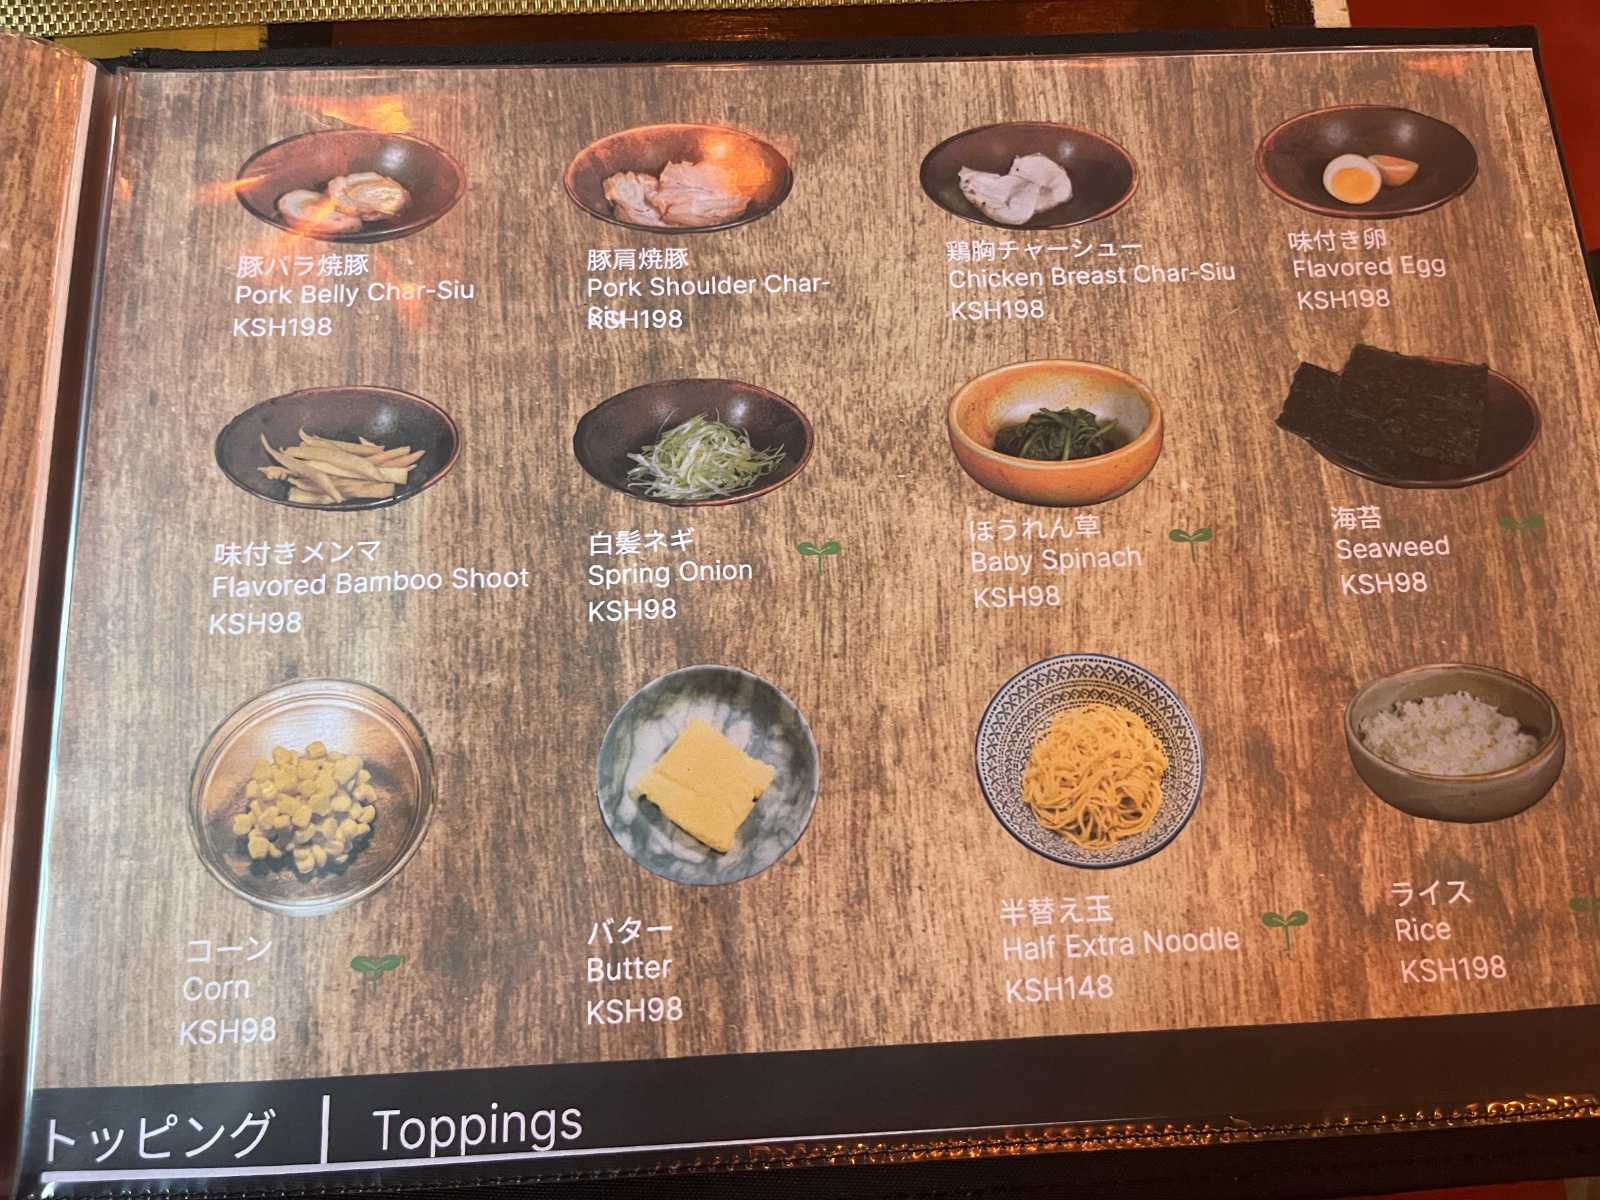 豚バラ焼豚
Pork Belly Char-Siu
KSH198
豚肩焼豚
Pork Shoulder Char-
Siu
KSH198
鶏胸チャーシュー
Chicken Breast Char-Siu
KSH198
味付き卵
Flavored Egg
KSH198
味付きメンマ
Flavored Bamboo Shoot
KSH98
白髪ネギ
Spring Onion
KSH98
ほうれん草
Baby Spinach
KSH98
海苔
Seaweed
KSH98
コーン
Corn
KSH98
バター
Butter
KSH98
半替え玉
Half Extra Noodle
KSH148
ライス
Rice
KSH198
トッピング | Toppings